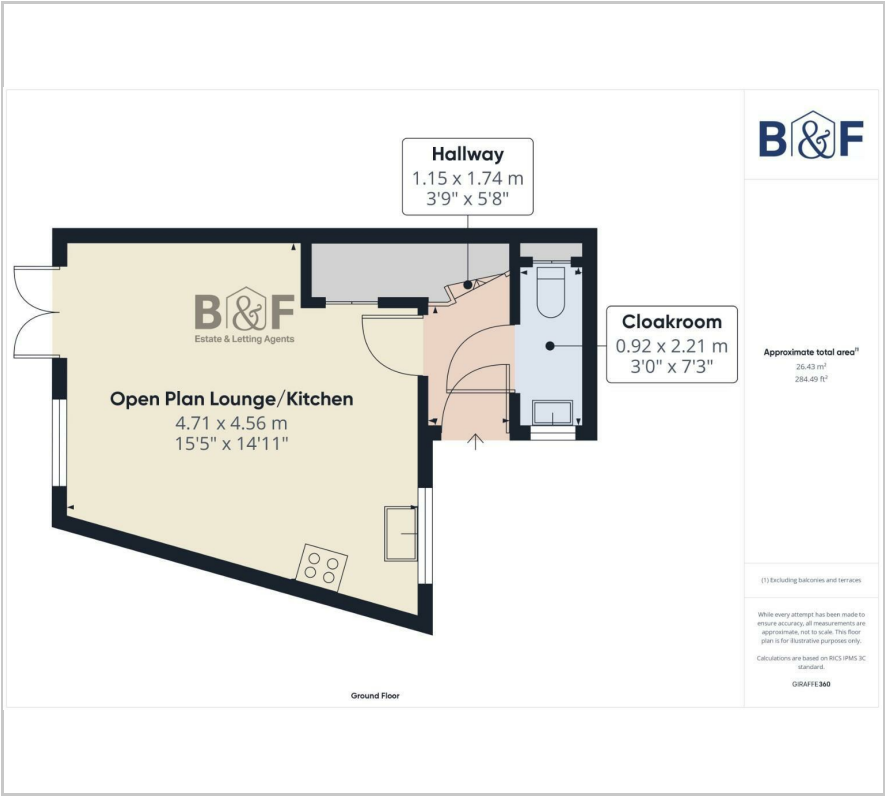 Hallway
1.15 x 1.74 m
3'9" x 5'8"
B&F
B&F
Estate & Letting Agents
Cloakroom
0.92 x 2.21 m
3'0" x 7'3"
Open Plan Lounge/Kitchen
4.71 x 4.56 m
15'5" x 14'11"
Ground Floor
Approximate total area⁽¹⁾
26.43 m²
284.49 ft²
(1) Excluding balconies and terraces
While every attempt has been made to
ensure accuracy, all measurements are
approximate, not to scale. This floor
plan is for illustrative purposes only.
Calculations are based on RICS IPMS 3C
standard.
GIRAFFE360